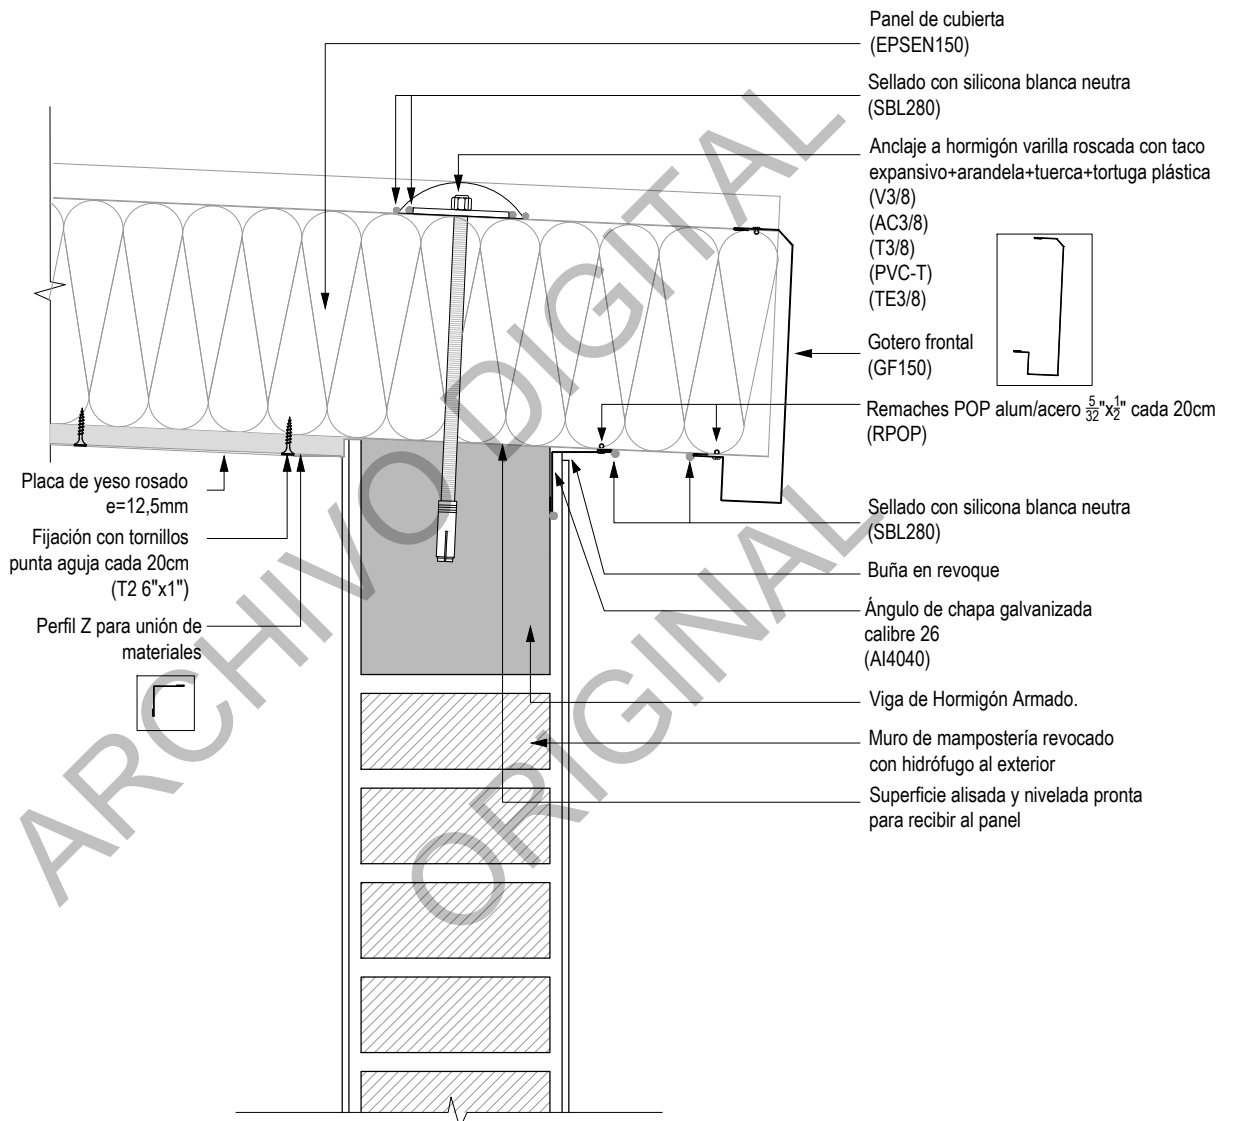 Panel de cubierta
(EPSEN150)
Sellado con silicona blanca neutra
(SBL280)
Anclaje a hormigón varilla roscada con taco
expansivo+arandela+tuerca+tortuga plástica
(V3/8)
(AC3/8)
(T3/8)
(PVC-T)
(TE3/8)
Gotero frontal
(GF150)
Remaches POP alum/acero 5/32"x1/2" cada 20cm
(RPOP)
Sellado con silicona blanca neutra
(SBL280)
Buña en revoque
Ángulo de chapa galvanizada
calibre 26
(AI4040)
Viga de Hormigón Armado.
Muro de mampostería revocado
con hidrófugo al exterior
Superficie alisada y nivelada pronta
para recibir al panel
Placa de yeso rosado
e=12,5mm
Fijación con tornillos
punta aguja cada 20cm
(T2 6"x1")
Perfil Z para unión de
materiales
ARCHIVO DIGITAL
ORIGINAL